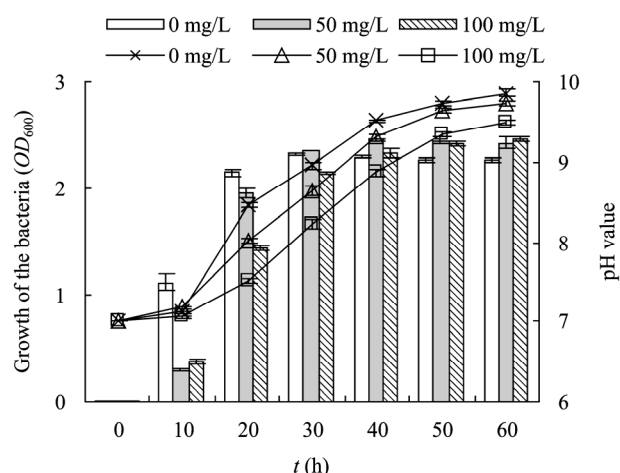 0 mg/L 50 mg/L 100 mg/L
0 mg/L 50 mg/L 100 mg/L
3 10
9
2
8
1
7
0 6
0 10 20 30 40 50 60
t (h)
Growth of the bacteria (OD600)
pH value